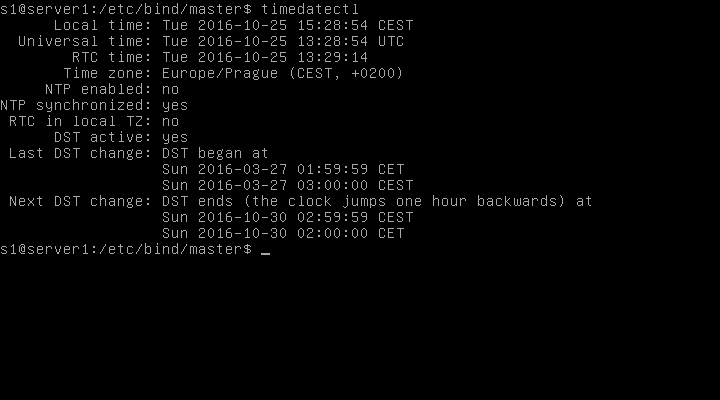 s1@server1:/etc/bind/master$ timedatectl
Local time: Tue 2016-10-25 15:28:54 CEST
Universal time: Tue 2016-10-25 13:28:54 UTC
RTC time: Tue 2016-10-25 13:29:14
Time zone: Europe/Prague (CEST, +0200)
NTP enabled: no
NTP synchronized: yes
RTC in local TZ: no
DST active: yes
Last DST change: DST began at
Sun 2016-03-27 01:59:59 CET
Sun 2016-03-27 03:00:00 CEST
Next DST change: DST ends (the clock jumps one hour backwards) at
Sun 2016-10-30 02:59:59 CEST
Sun 2016-10-30 02:00:00 CET
s1@server1:/etc/bind/master$ _